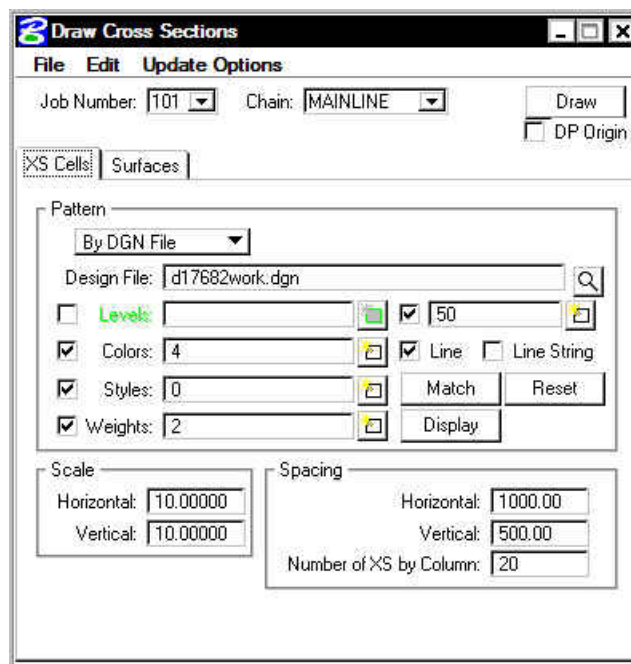 Draw Cross Sections
File Edit Update Options
Job Number: 101 Chain: MAINLINE Draw
DP Origin
XS Cells Surfaces
Pattern
By DGN File
Design File: d17682work.dgn
Levels: 50
Colors: 4 Line Line String
Styles: 0 Match Reset
Weights: 2 Display
Scale Spacing
Horizontal: 10.00000 Horizontal: 1000.00
Vertical: 10.00000 Vertical: 500.00
Number of XS by Column: 20